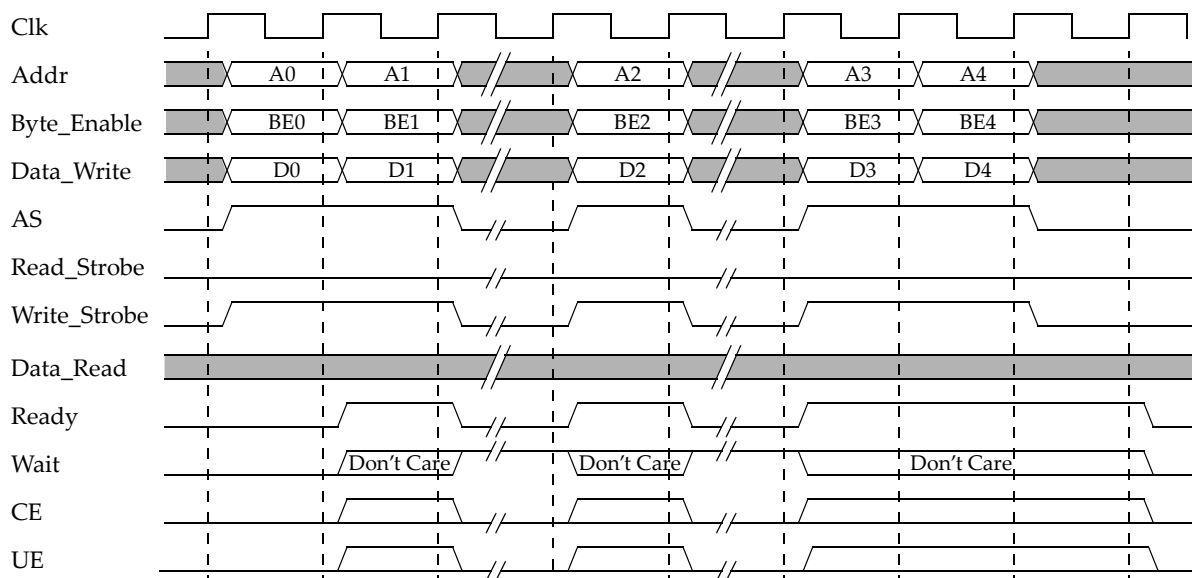 Clk
Addr A0 A1 A2 A3 A4
Byte_Enable BE0 BE1 BE2 BE3 BE4
Data_Write D0 D1 D2 D3 D4
AS
Read_Strobe
Write_Strobe
Data_Read
Ready
Wait Don't Care Don't Care Don't Care
CE
UE